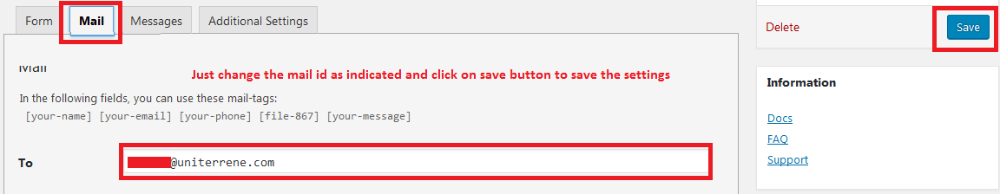 Form
Mail
Messages
Additional Settings
Delete
Save
Just change the mail id as indicated and click on save button to save the settings
In the following fields, you can use these mail-tags:
[your-name] [your-email] [your-phone] [file-867] [your-message]
To
@uniterrene.com
Information
Docs
FAQ
Support